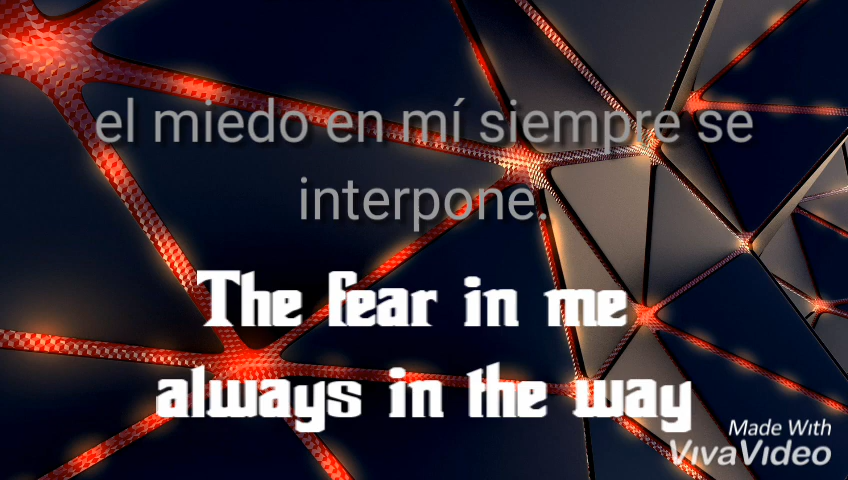 el miedo en mí siempre se
interpone.
The fear in me
always in the way
Made With
VivaVideo